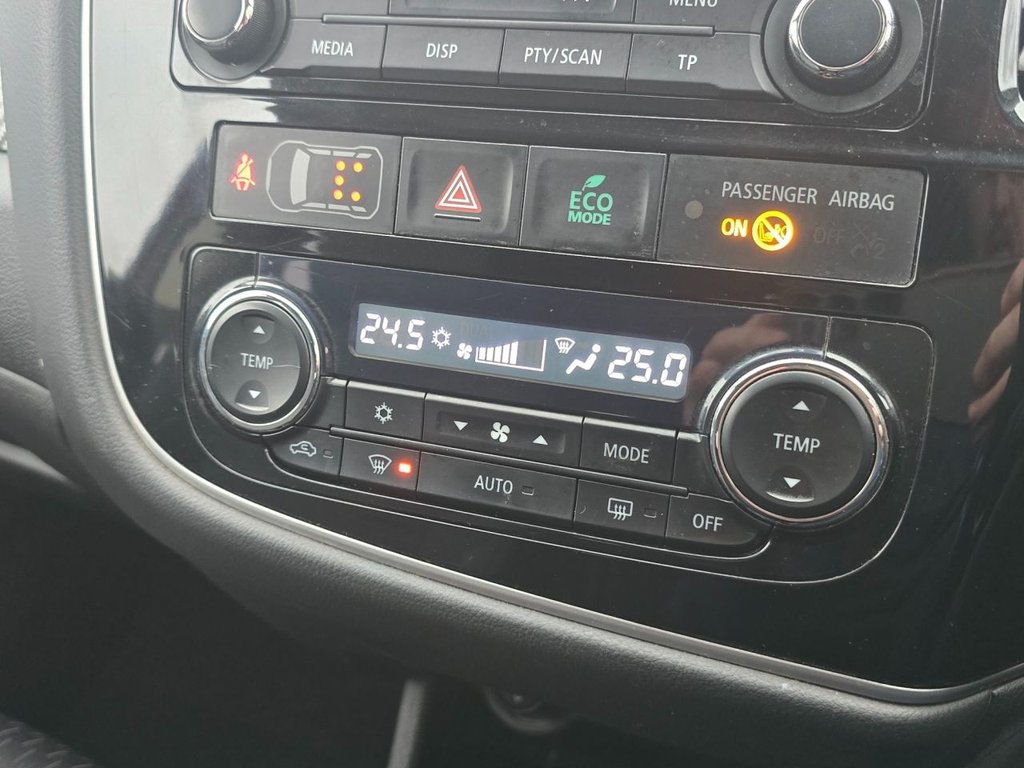 MENU
MEDIA
DISP
PTY/SCAN
TP
ECO
MODE
PASSENGER AIRBAG
ON
OFF
24.5
25.0
TEMP
TEMP
MODE
AUTO
OFF